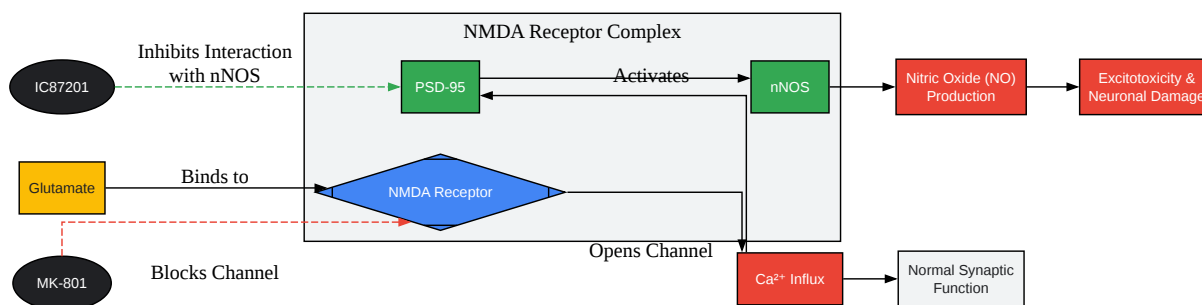 NMDA Receptor Complex
Inhibits Interaction
with nNOS
IC87201
PSD-95
Activates
nNOS
Nitric Oxide (NO)
Production
Excitotoxicity &
Neuronal Damage
Glutamate
Binds to
NMDA Receptor
Opens Channel
MK-801
Blocks Channel
Ca²⁺ Influx
Normal Synaptic
Function